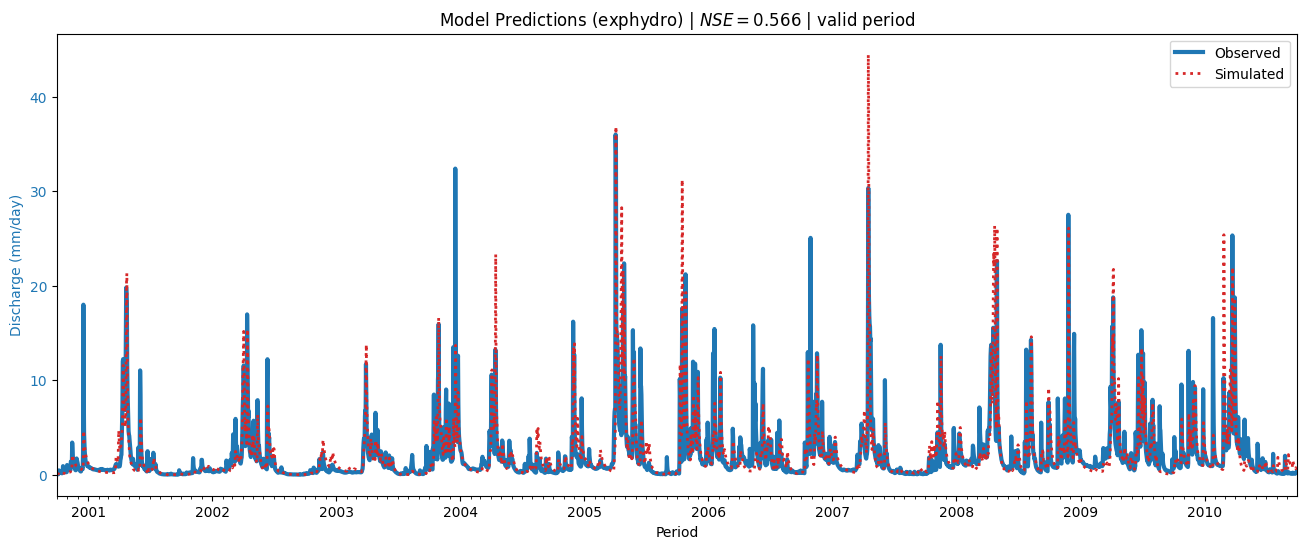 Model Predictions (exphydro) | NSE = 0.566 | valid period
Observed
Simulated
Discharge (mm/day)
40
30
20
10
0
2001 2002 2003 2004 2005 2006 2007 2008 2009 2010
Period